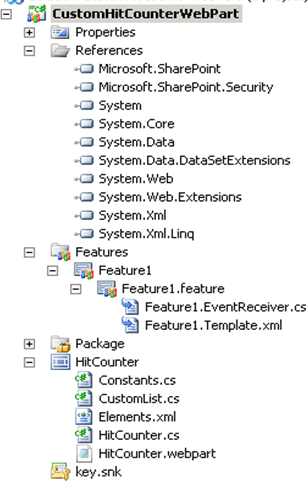 CustomHitCounterWebPart
Properties
References
Microsoft.SharePoint
Microsoft.SharePoint.Security
System
System.Core
System.Data
System.Data.DataSetExtensions
System.Web
System.Web.Extensions
System.Xml
System.Xml.Linq
Features
Feature1
Feature1.feature
Feature1.EventReceiver.cs
Feature1.Template.xml
Package
HitCounter
Constants.cs
CustomList.cs
Elements.xml
HitCounter.cs
HitCounter.webpart
key.snk